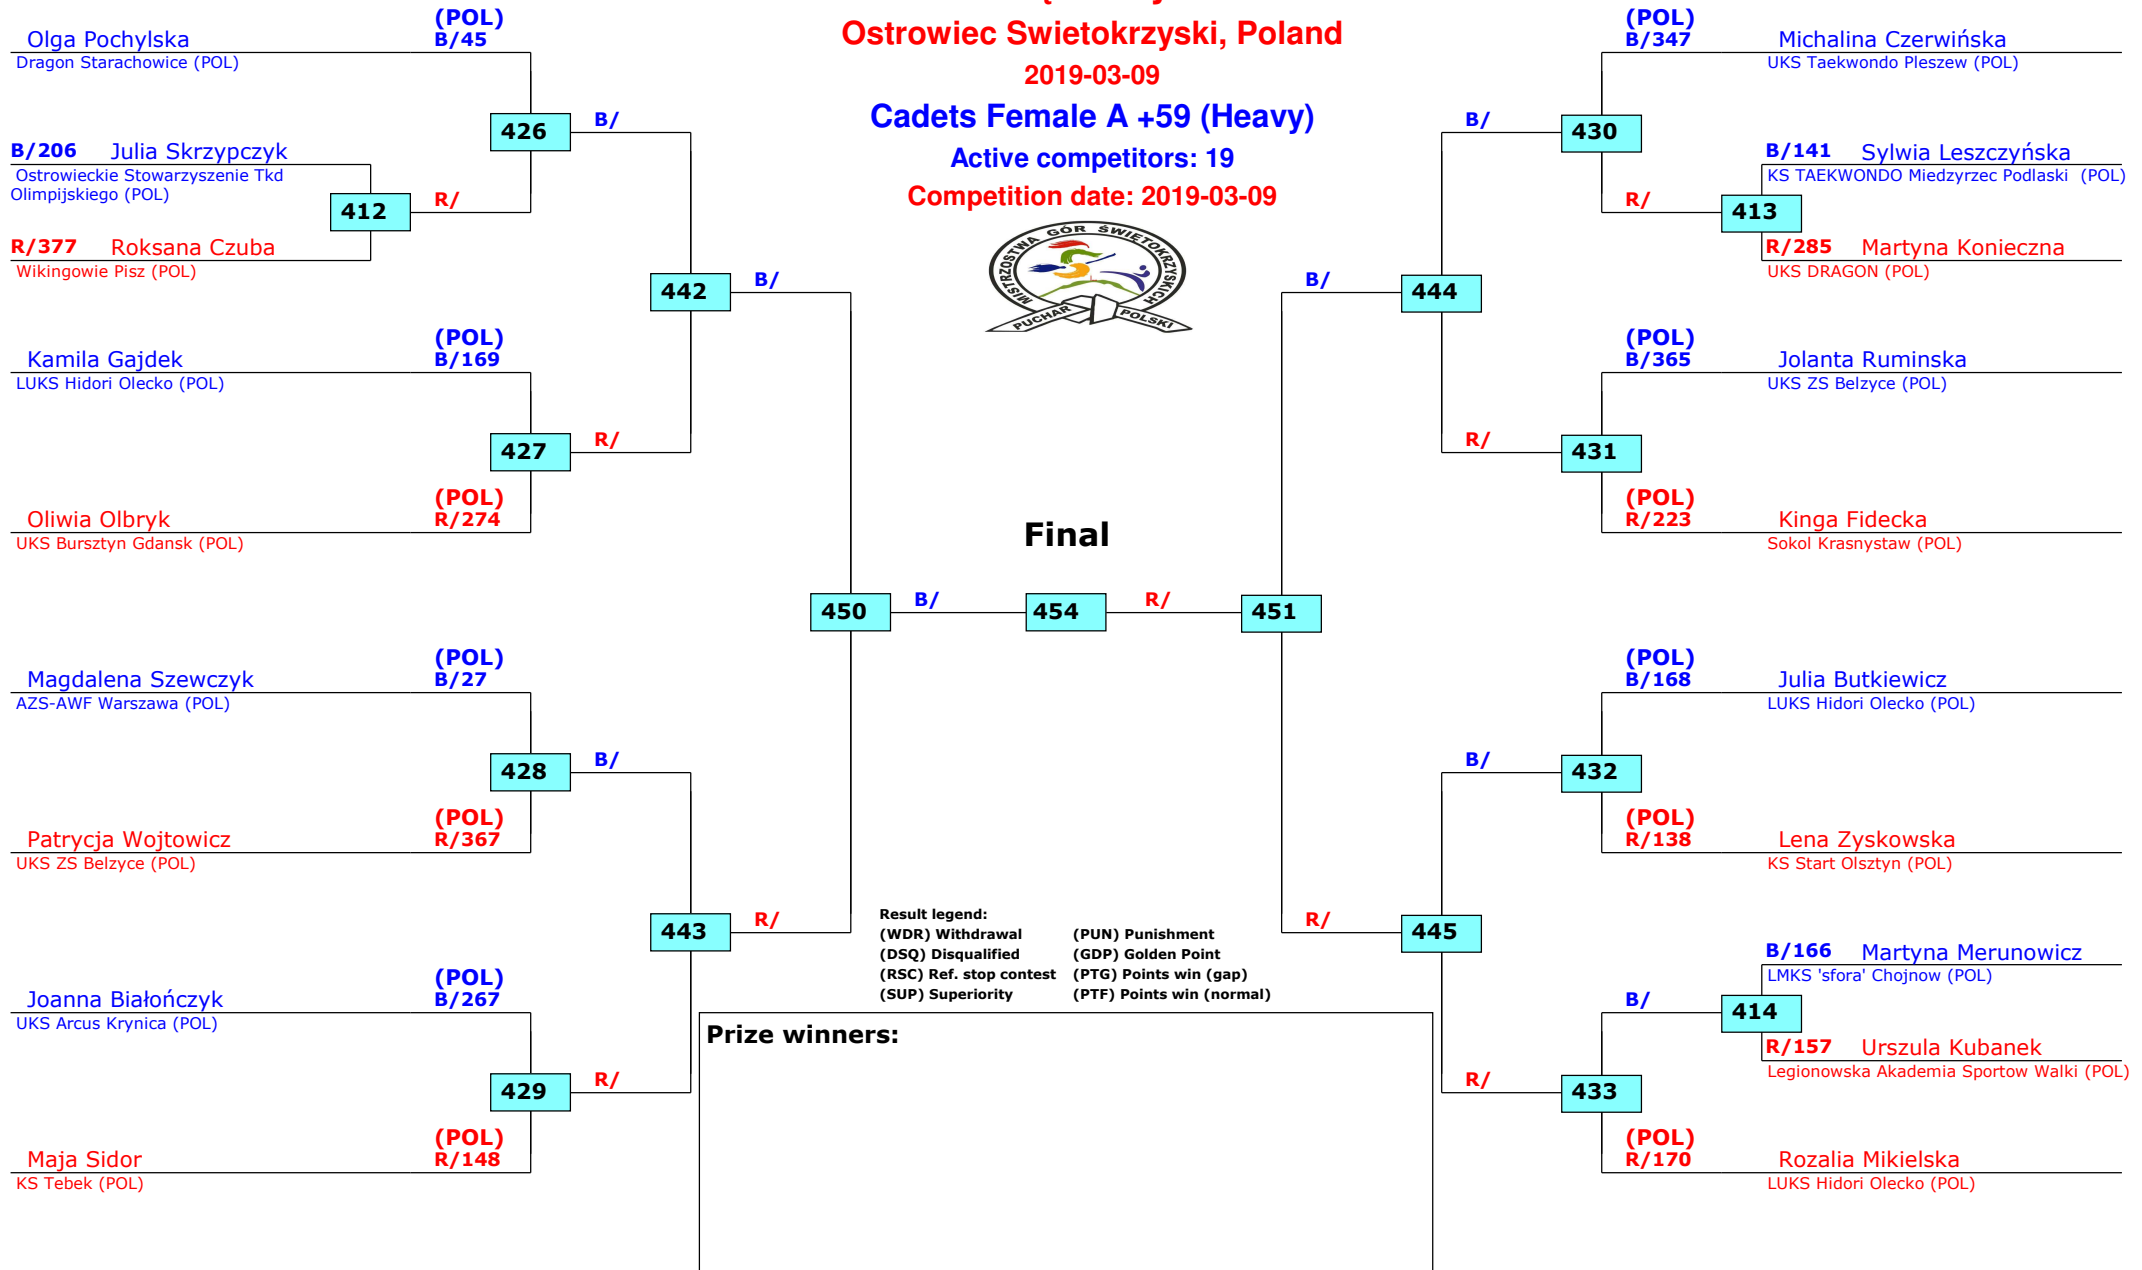 Ostrowiec Swietokrzyski, Poland
2019-03-09
Cadets Female A +59 (Heavy)
Active competitors: 19
Competition date: 2019-03-09
MISTRZOSTWA GÓR ŚWIĘTOKRZYSKICH
PUCHAR POLSKI
(POL)
Olga Pochylska B/45
Dragon Starachowice (POL)
426 B/
B/206 Julia Skrzypczyk
Ostrowieckie Stowarzyszenie Tkd
Olimpijskiego (POL)
412 R/
R/377 Roksana Czuba
Wikingowie Pisz (POL)
442 B/
(POL)
Kamila Gajdek B/169
LUKS Hidori Olecko (POL)
427 R/
(POL)
Oliwia Olbryk R/274
UKS Bursztyn Gdansk (POL)
Final
450 B/ 454 R/ 451
(POL)
Magdalena Szewczyk B/27
AZS-AWF Warszawa (POL)
428 B/
(POL)
Patrycja Wojtowicz R/367
UKS ZS Belzyce (POL)
443 R/
(POL)
Joanna Białończyk B/267
UKS Arcus Krynica (POL)
429 R/
(POL)
Maja Sidor R/148
KS Tebek (POL)
(POL)
B/347 Michalina Czerwińska
UKS Taekwondo Pleszew (POL)
B/ 430
B/141 Sylwia Leszczyńska
KS TAEKWONDO Miedzyrzec Podlaski (POL)
R/ 413
R/285 Martyna Konieczna
UKS DRAGON (POL)
B/ 444
(POL)
B/365 Jolanta Ruminska
UKS ZS Belzyce (POL)
R/ 431
(POL)
R/223 Kinga Fidecka
Sokol Krasnystaw (POL)
(POL)
B/168 Julia Butkiewicz
LUKS Hidori Olecko (POL)
B/ 432
(POL)
R/138 Lena Zyskowska
KS Start Olsztyn (POL)
R/ 445
B/166 Martyna Merunowicz
LMKS 'sfora' Chojnow (POL)
B/ 414
R/157 Urszula Kubanek
Legionowska Akademia Sportow Walki (POL)
R/ 433
(POL)
R/170 Rozalia Mikielska
LUKS Hidori Olecko (POL)
Result legend:
(WDR) Withdrawal (PUN) Punishment
(DSQ) Disqualified (GDP) Golden Point
(RSC) Ref. stop contest (PTG) Points win (gap)
(SUP) Superiority (PTF) Points win (normal)
Prize winners: